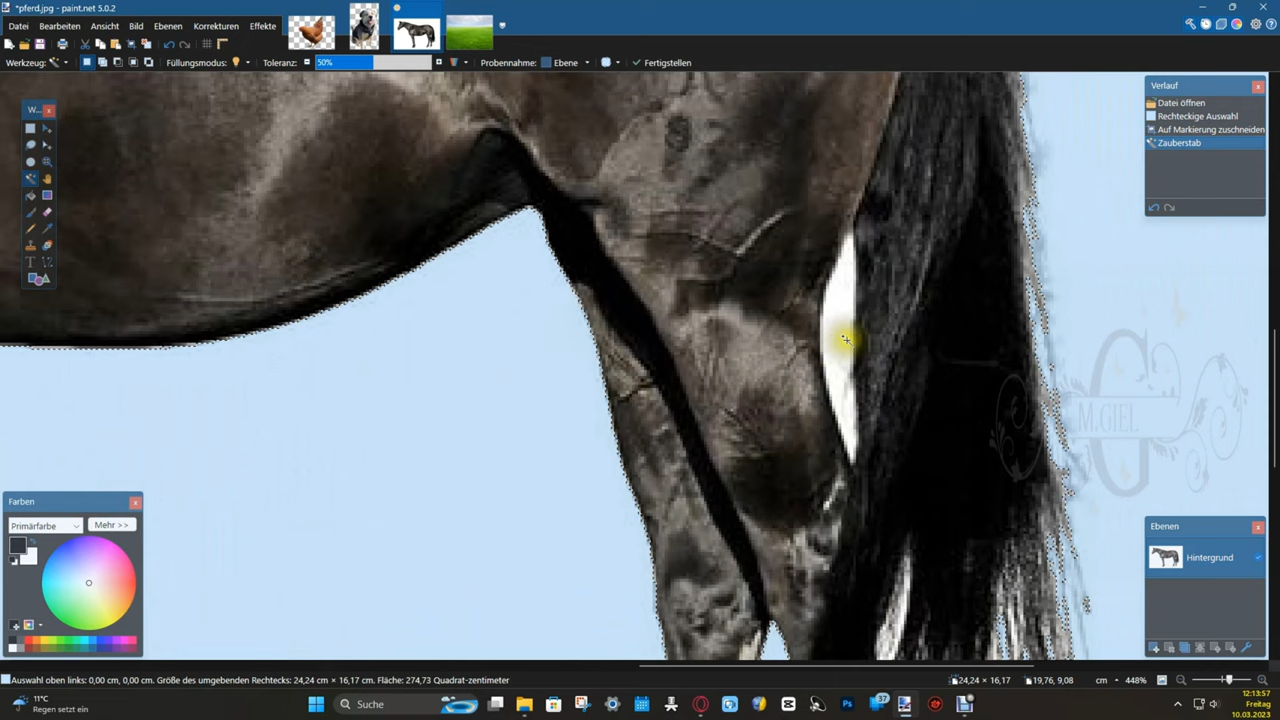 *pferd.jpg - paint.net 5.0.2
Datei Bearbeiten Ansicht Bild Ebenen Korrekturen Effekte
Werkzeug: Füllungsmodus: Toleranz: 50% Probennahme: Ebene Fertigstellen
W...
Verlauf
Datei öffnen
Rechteckige Auswahl
Auf Markierung zuschneiden
Zauberstab
M.GIEL
Farben
Primärfarbe Mehr >>
Ebenen
Hintergrund
Auswahl oben links: 0,00 cm, 0,00 cm. Größe des umgebenden Rechtecks: 24,24 cm × 16,17 cm. Fläche: 274,73 Quadrat-zentimeter 24,24 × 16,17 19,76, 9,08 cm 448%
11°C
Regen setzt ein
Suche
37
12:13:57
Freitag
10.03.2023